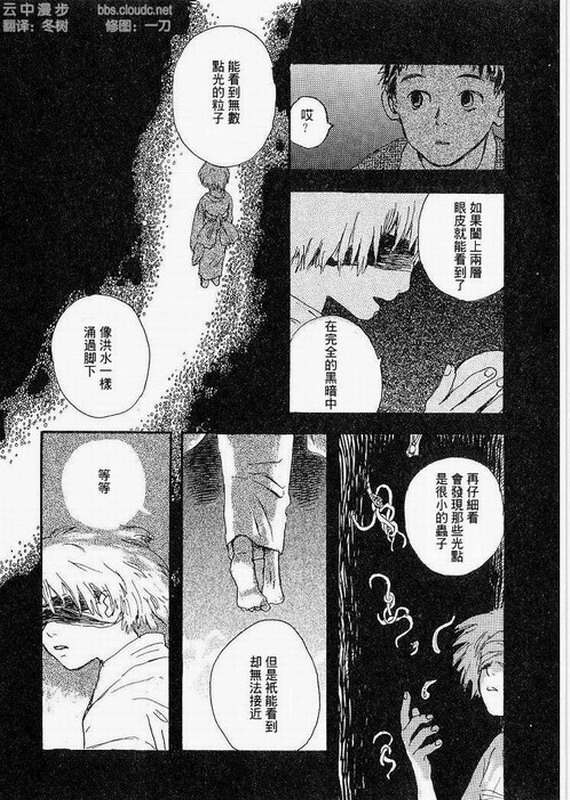 云中漫步 bbs.cloudc.net
翻译：冬树 修图：一刀
哎？
如果闔上兩層
眼皮就能看到了
在完全的黑暗中
能看到無數
點光的粒子
像洪水一樣
涌過脚下
再仔細看
會發現那些光點
是很小的蟲子
但是衹能看到
却無法接近
等等